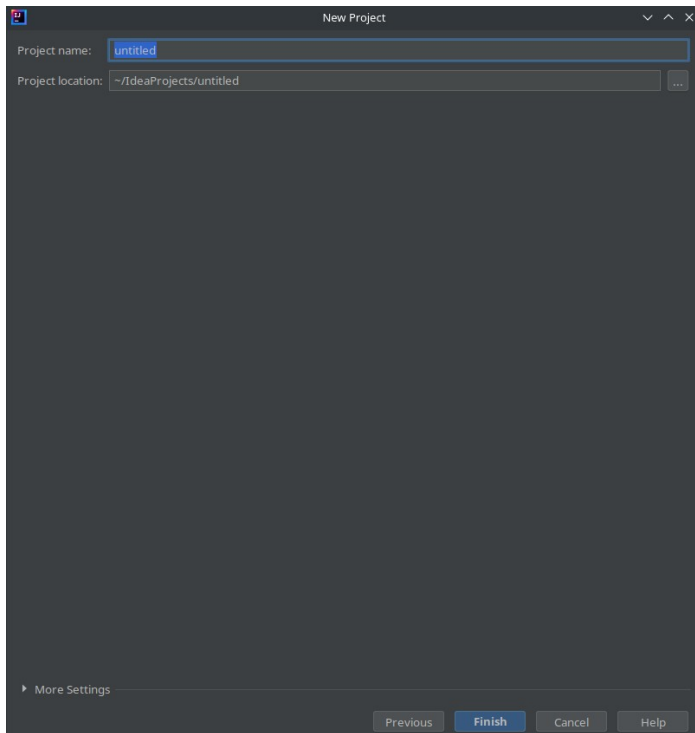 New Project
Project name: untitled
Project location: ~/IdeaProjects/untitled ...
More Settings
Previous Finish Cancel Help